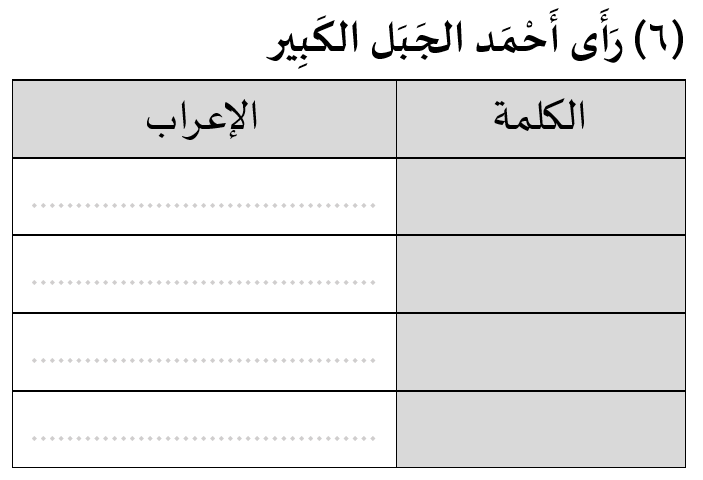 (٦) رَأَى أَحْمَد الجَبَل الكَبِير
الكلمة الإعراب